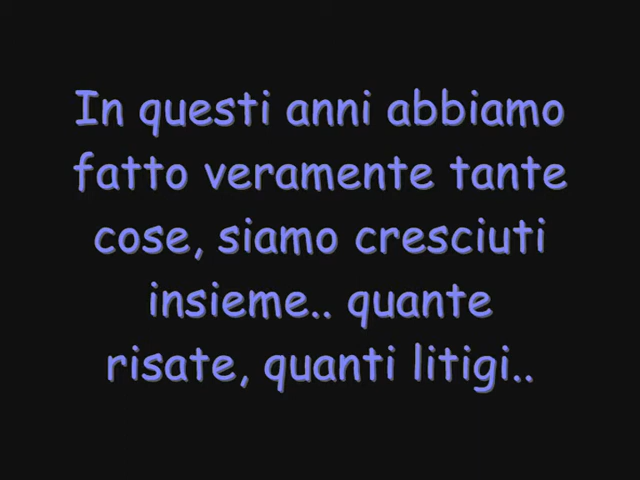 In questi anni abbiamo
fatto veramente tante
cose, siamo cresciuti
insieme.. quante
risate, quanti litigi..